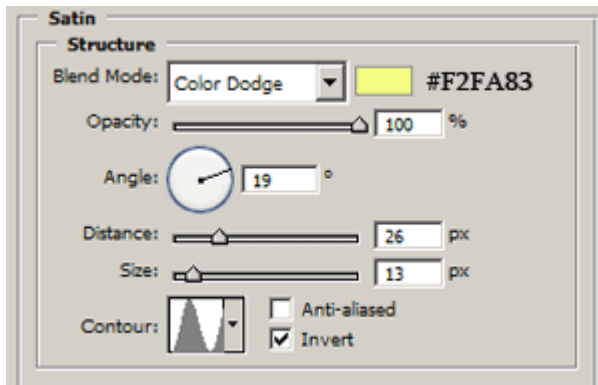 Satin
Structure
Blend Mode: Color Dodge #F2FA83
Opacity: 100 %
Angle: 19 °
Distance: 26 px
Size: 13 px
Contour: Anti-aliased
Invert